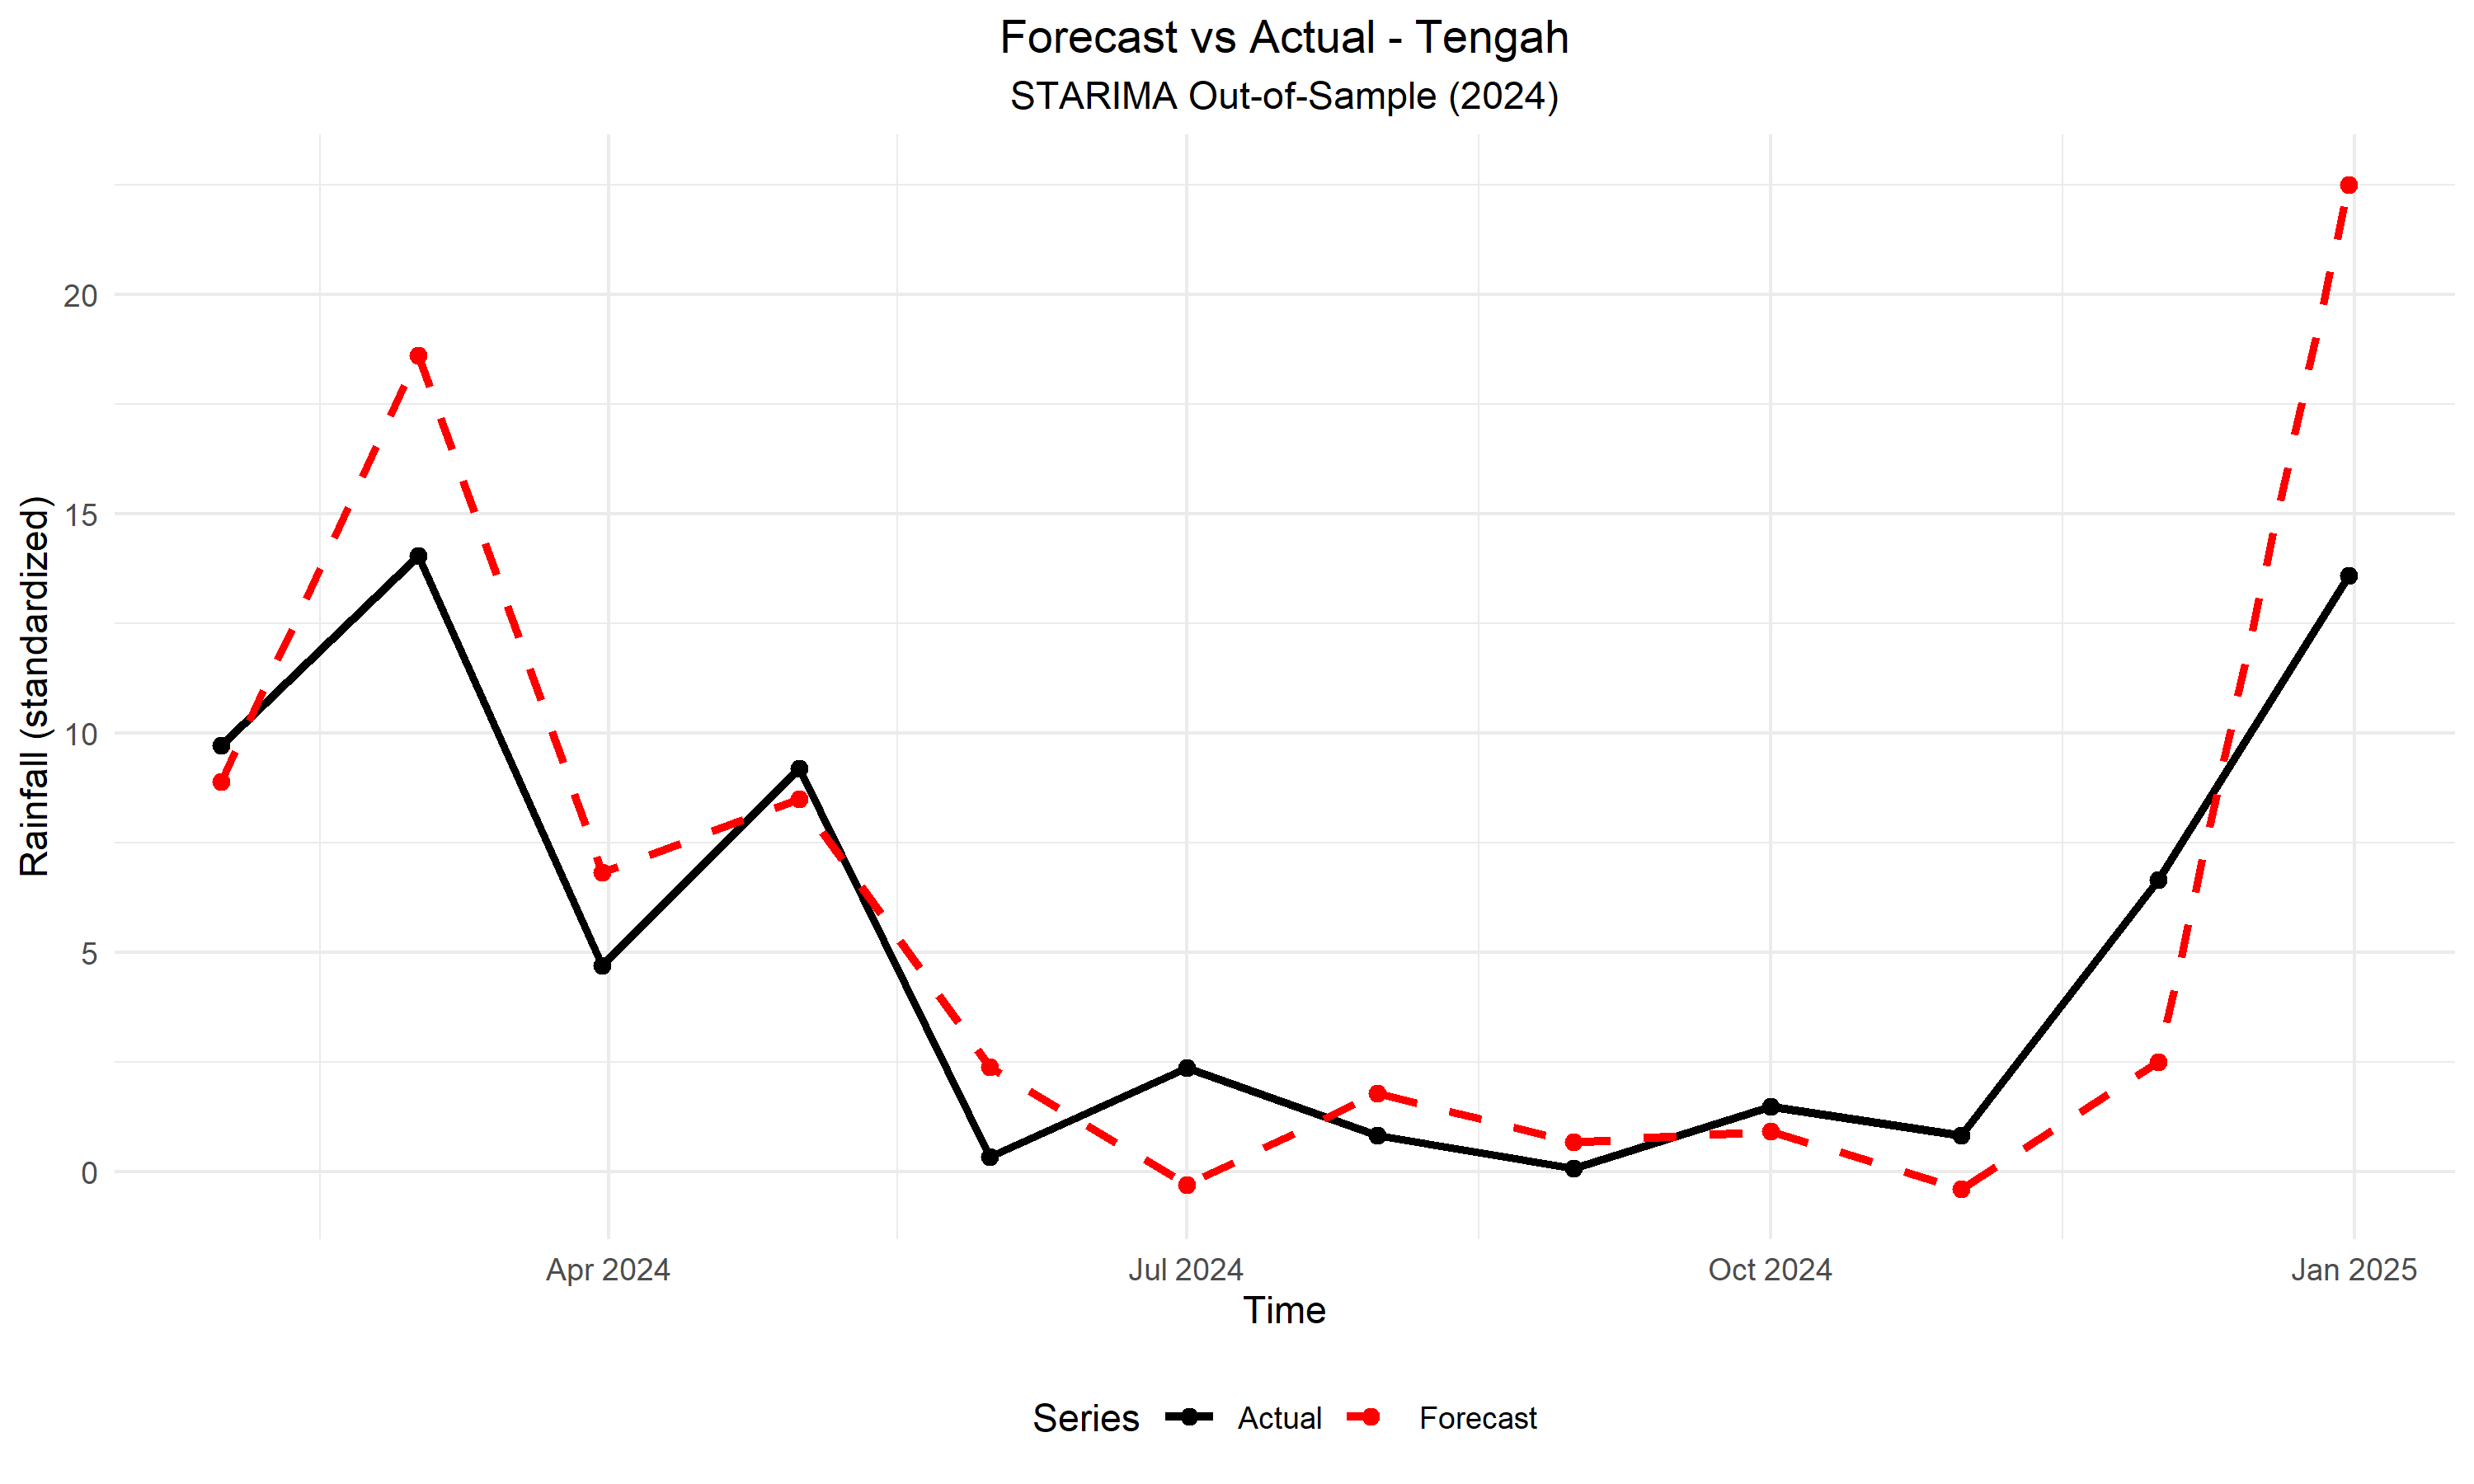 Forecast vs Actual - Tengah
STARIMA Out-of-Sample (2024)
Rainfall (standardized)
20
15
10
5
0
Apr 2024
Jul 2024
Oct 2024
Jan 2025
Time
Series
Actual
Forecast